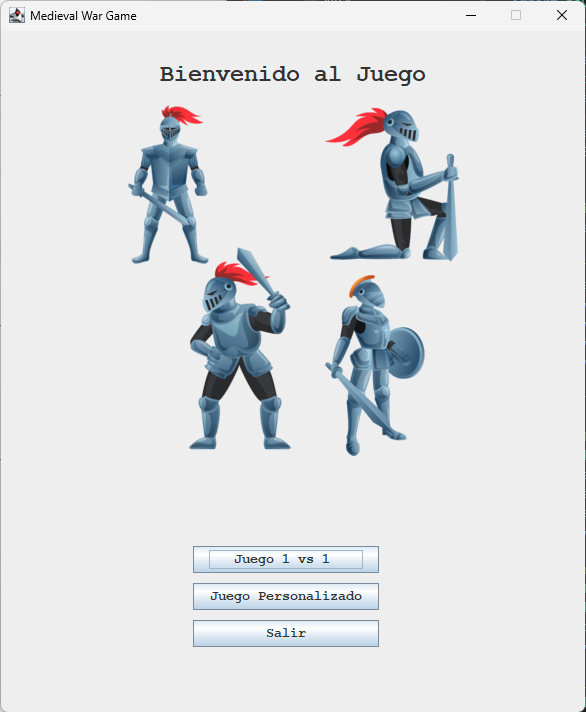 Medieval War Game
Bienvenido al Juego
Juego 1 vs 1
Juego Personalizado
Salir